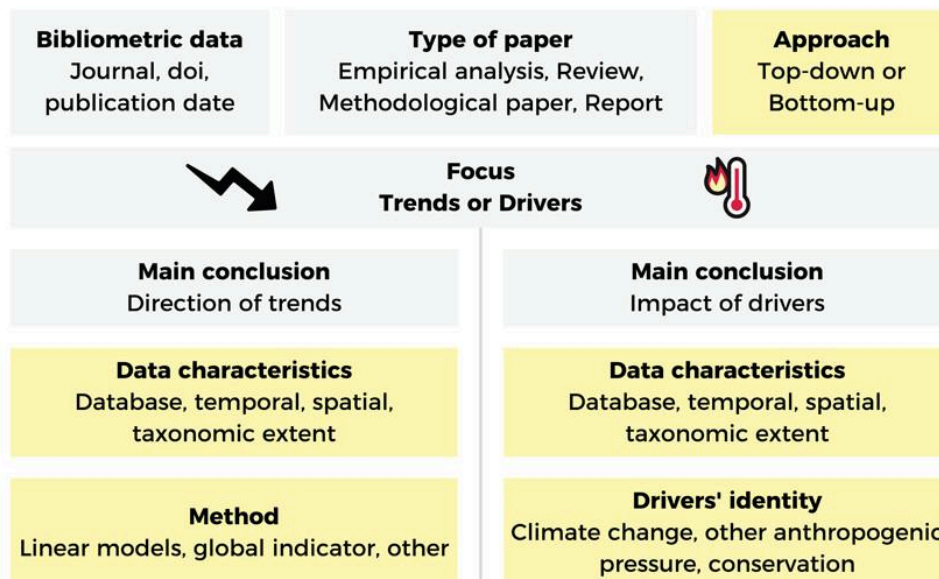 Bibliometric data
Journal, doi,
publication date
Type of paper
Empirical analysis, Review,
Methodological paper, Report
Approach
Top-down or
Bottom-up
Focus
Trends or Drivers
Main conclusion
Direction of trends
Data characteristics
Database, temporal, spatial,
taxonomic extent
Method
Linear models, global indicator, other
Main conclusion
Impact of drivers
Data characteristics
Database, temporal, spatial,
taxonomic extent
Drivers' identity
Climate change, other anthropogenic
pressure, conservation